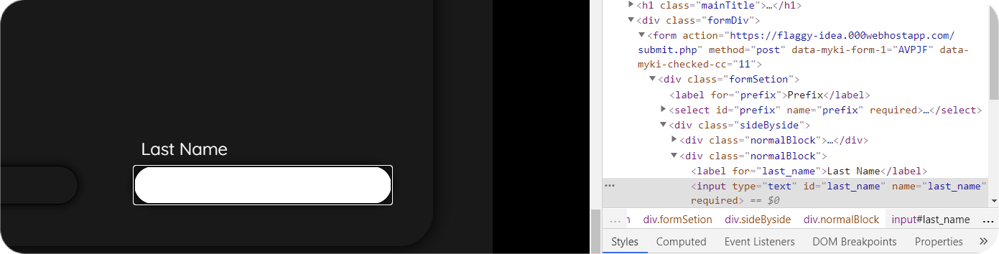 Last Name
▶<h1 class="mainTitle">…</h1>
▼<div class="formDiv">
▼<form action="https://flaggy-idea.000webhostapp.com/
submit.php" method="post" data-myki-form-1="AVPJF" data-
myki-checked-cc="11">
▼<div class="formSetion">
<label for="prefix">Prefix</label>
▶<select id="prefix" name="prefix" required>…</select>
▼<div class="sideByside">
▶<div class="normalBlock">…</div>
▼<div class="normalBlock">
<label for="last_name">Last Name</label>
… <input type="text" id="last_name" name="last_name"
required> == $0
... n div.formSetion div.sideByside div.normalBlock input#last_name ...
Styles Computed Event Listeners DOM Breakpoints Properties »